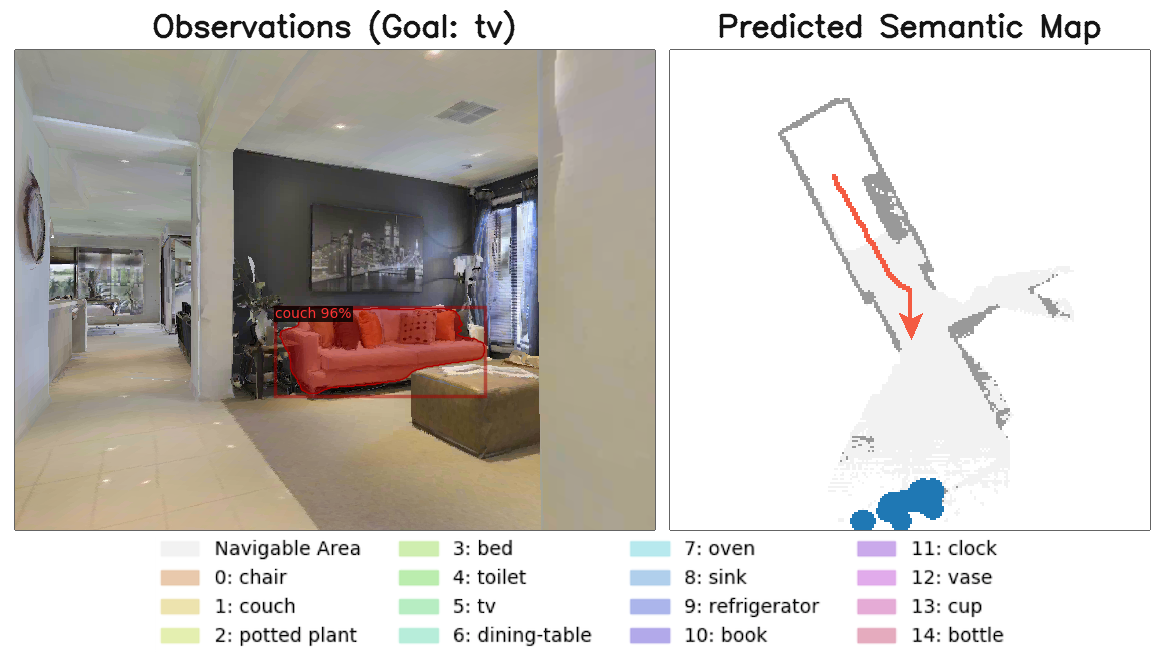 Observations (Goal: tv)
Predicted Semantic Map
couch 96%
Navigable Area
0: chair
1: couch
2: potted plant
3: bed
4: toilet
5: tv
6: dining-table
7: oven
8: sink
9: refrigerator
10: book
11: clock
12: vase
13: cup
14: bottle